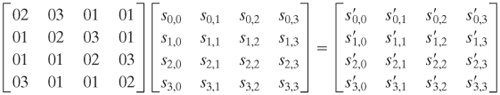 [02 03 01 01] [s0,0 s0,1 s0,2 s0,3] [s′0,0 s′0,1 s′0,2 s′0,3]
[01 02 03 01] [s1,0 s1,1 s1,2 s1,3] = [s′1,0 s′1,1 s′1,2 s′1,3]
[01 01 02 03] [s2,0 s2,1 s2,2 s2,3] [s′2,0 s′2,1 s′2,2 s′2,3]
[03 01 01 02] [s3,0 s3,1 s3,2 s3,3] [s′3,0 s′3,1 s′3,2 s′3,3]